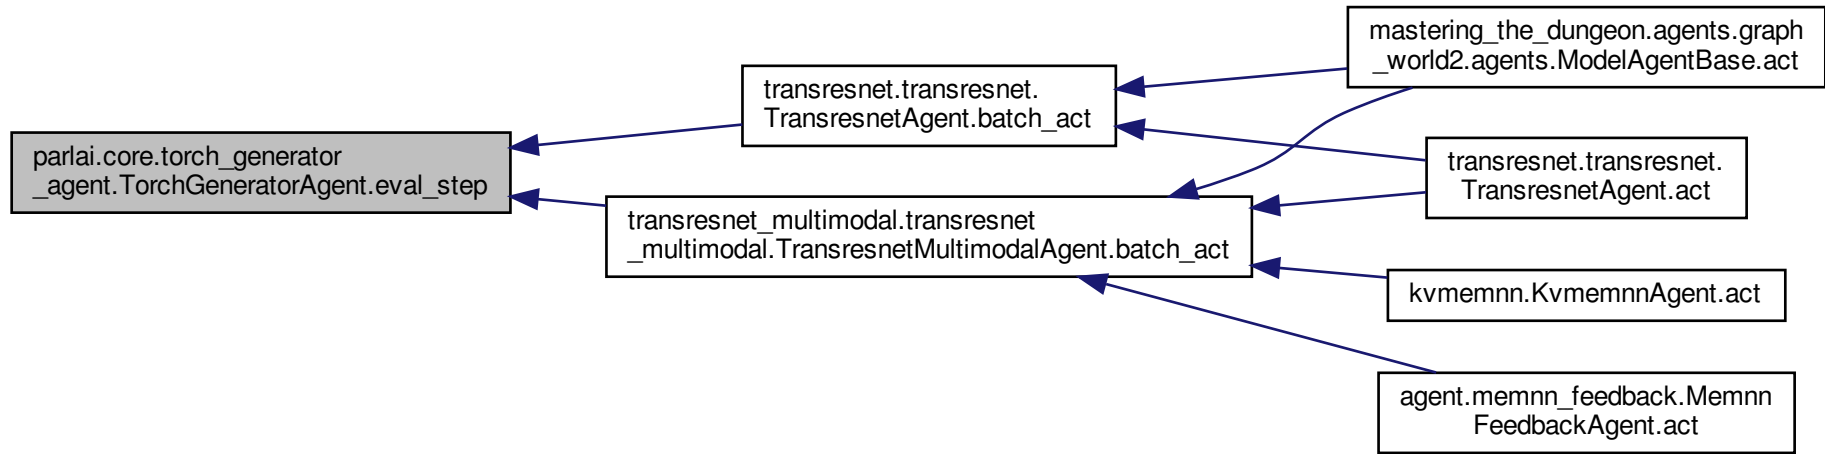 parlai.core.torch_generator
_agent.TorchGeneratorAgent.eval_step
transresnet.transresnet.
TransresnetAgent.batch_act
transresnet_multimodal.transresnet
_multimodal.TransresnetMultimodalAgent.batch_act
mastering_the_dungeon.agents.graph
_world2.agents.ModelAgentBase.act
transresnet.transresnet.
TransresnetAgent.act
kvmemnn.KvmemnnAgent.act
agent.memnn_feedback.Memnn
FeedbackAgent.act